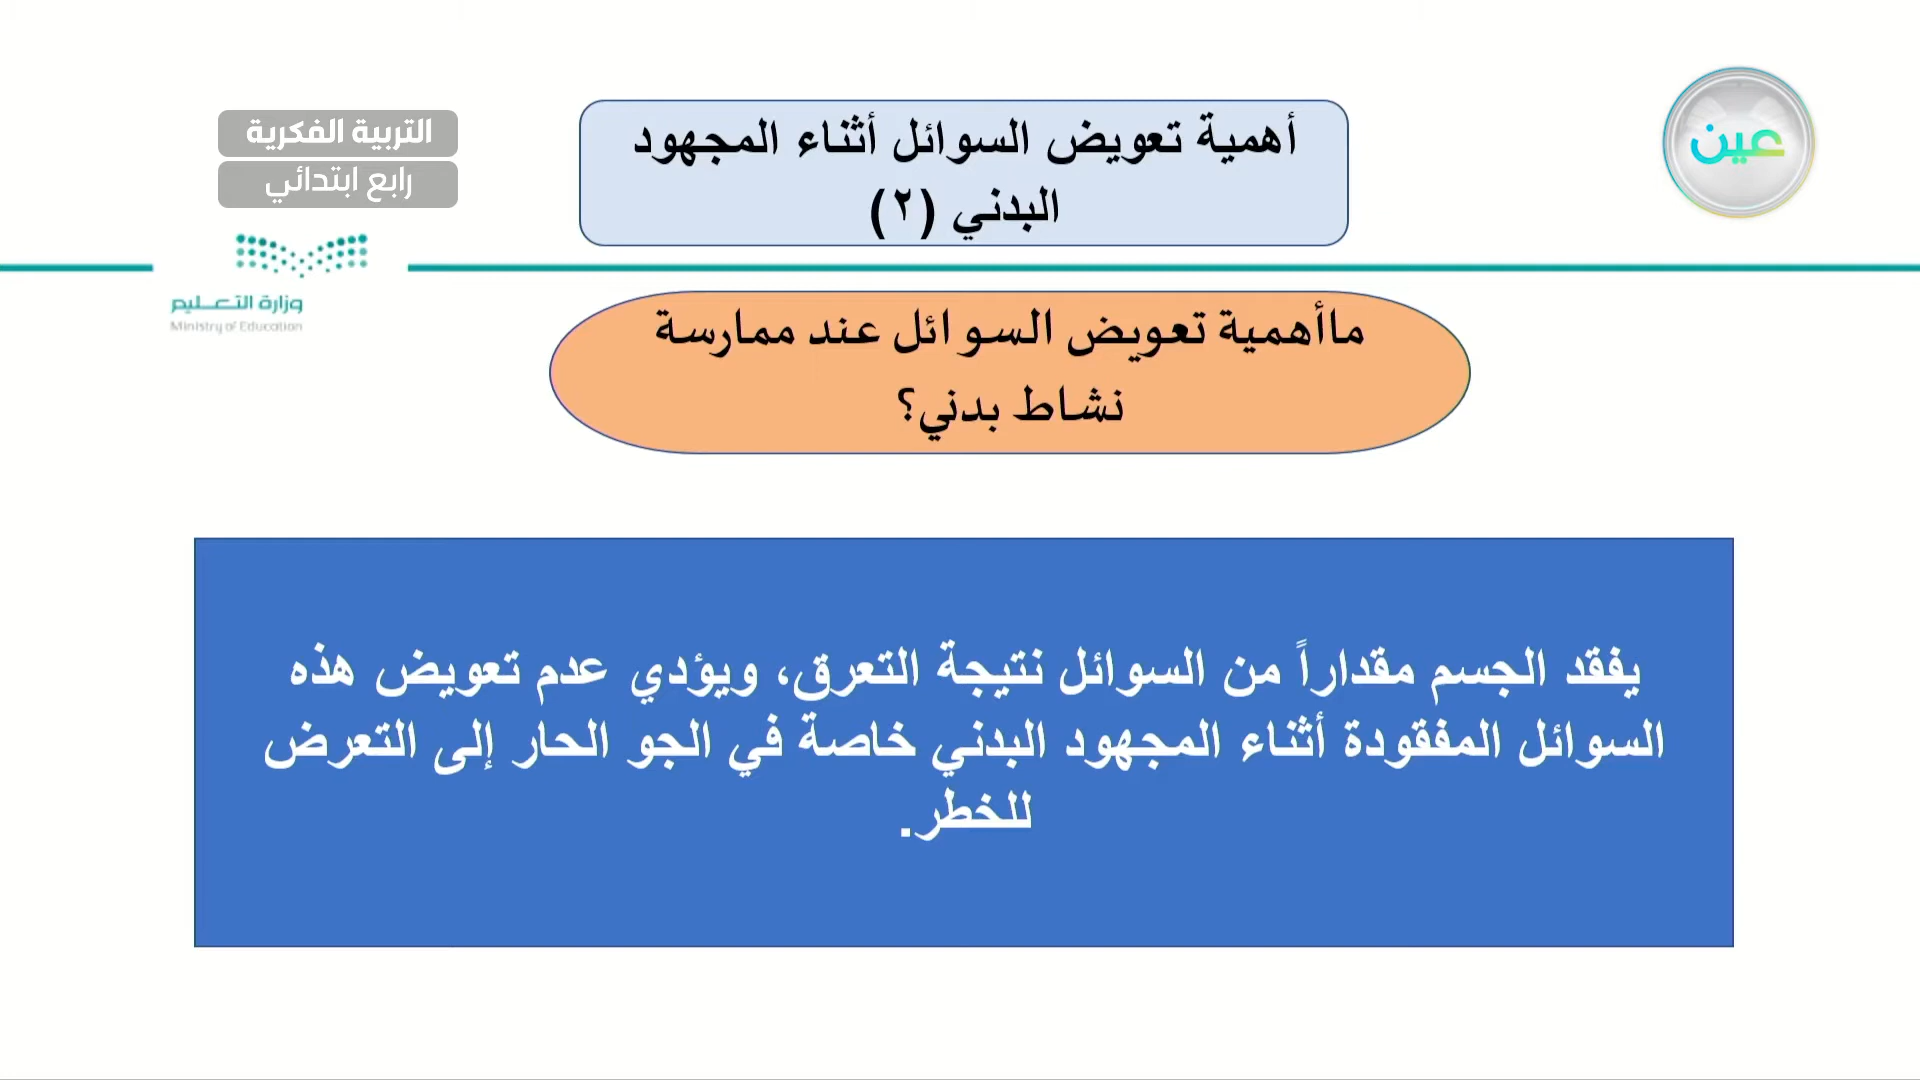 عين
أهمية تعويض السوائل أثناء المجهود
البدني (٢)
التربية الفكرية
رابع ابتدائي
وزارة التعليم
Ministry of Education
ماأهمية تعويض السوائل عند ممارسة
نشاط بدني؟
يفقد الجسم مقداراً من السوائل نتيجة التعرق، ويؤدي عدم تعويض هذه
السوائل المفقودة أثناء المجهود البدني خاصة في الجو الحار إلى التعرض
للخطر.